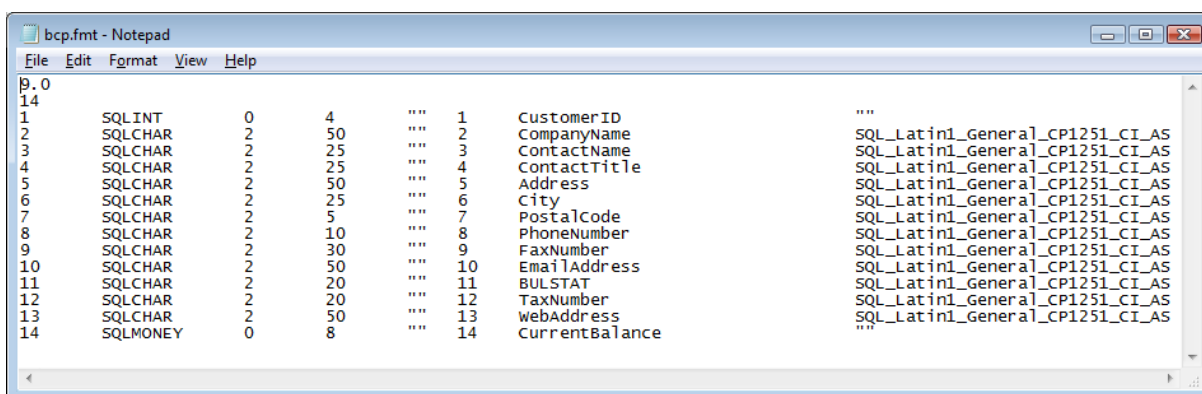 bcp.fmt - Notepad
File Edit Format View Help
9.0
14
1 SQLINT 0 4 "" 1 CustomerID ""
2 SQLCHAR 2 50 "" 2 CompanyName SQL_Latin1_General_CP1251_CI_AS
3 SQLCHAR 2 25 "" 3 ContactName SQL_Latin1_General_CP1251_CI_AS
4 SQLCHAR 2 25 "" 4 ContactTitle SQL_Latin1_General_CP1251_CI_AS
5 SQLCHAR 2 50 "" 5 Address SQL_Latin1_General_CP1251_CI_AS
6 SQLCHAR 2 25 "" 6 City SQL_Latin1_General_CP1251_CI_AS
7 SQLCHAR 2 5 "" 7 PostalCode SQL_Latin1_General_CP1251_CI_AS
8 SQLCHAR 2 10 "" 8 PhoneNumber SQL_Latin1_General_CP1251_CI_AS
9 SQLCHAR 2 30 "" 9 FaxNumber SQL_Latin1_General_CP1251_CI_AS
10 SQLCHAR 2 50 "" 10 EmailAddress SQL_Latin1_General_CP1251_CI_AS
11 SQLCHAR 2 20 "" 11 BULSTAT SQL_Latin1_General_CP1251_CI_AS
12 SQLCHAR 2 20 "" 12 TaxNumber SQL_Latin1_General_CP1251_CI_AS
13 SQLCHAR 2 50 "" 13 WebAddress SQL_Latin1_General_CP1251_CI_AS
14 SQLMONEY 0 8 "" 14 CurrentBalance ""